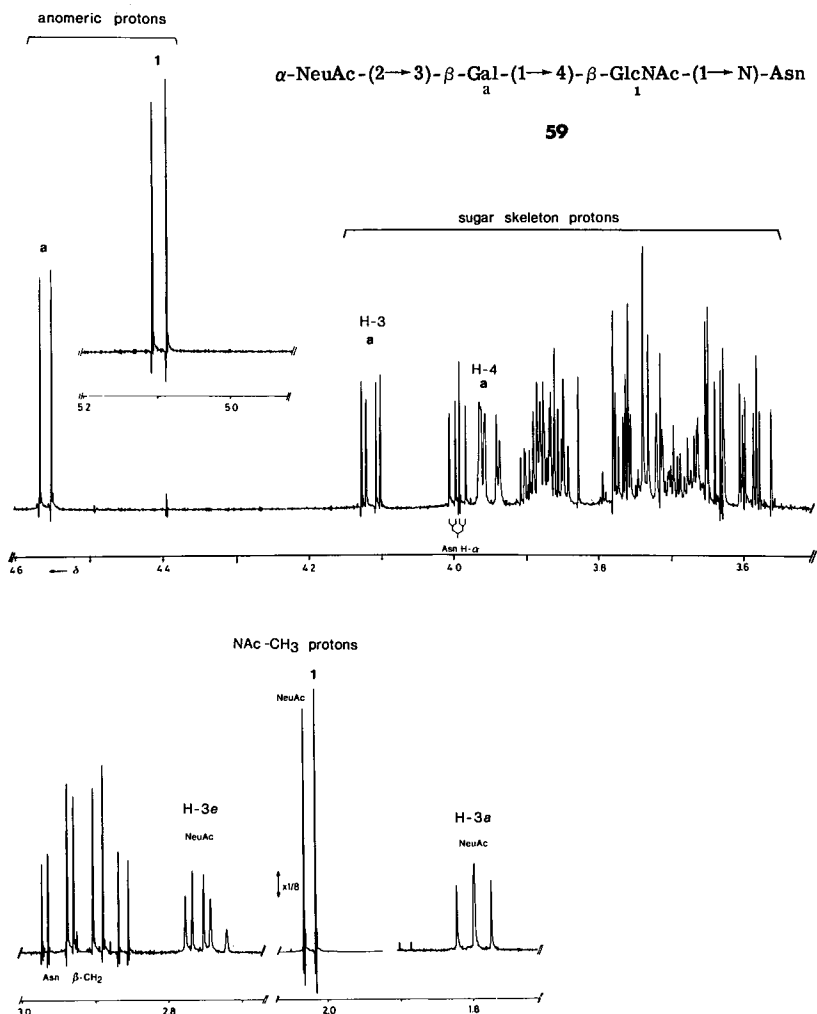 anomeric protons
1
α-NeuAc-(2→3)-β-Gal-(1→4)-β-GlcNAc-(1→N)-Asn
a
1
59
sugar skeleton protons
a
H-3
a
H-4
a
5.2
5.0
Asn H-α
4.6
←δ
4.4
4.2
4.0
3.8
3.6
NAc-CH3 protons
1
NeuAc
H-3e
NeuAc
H-3a
NeuAc
x1/8
Asn β-CH2
3.0
2.8
2.0
1.8